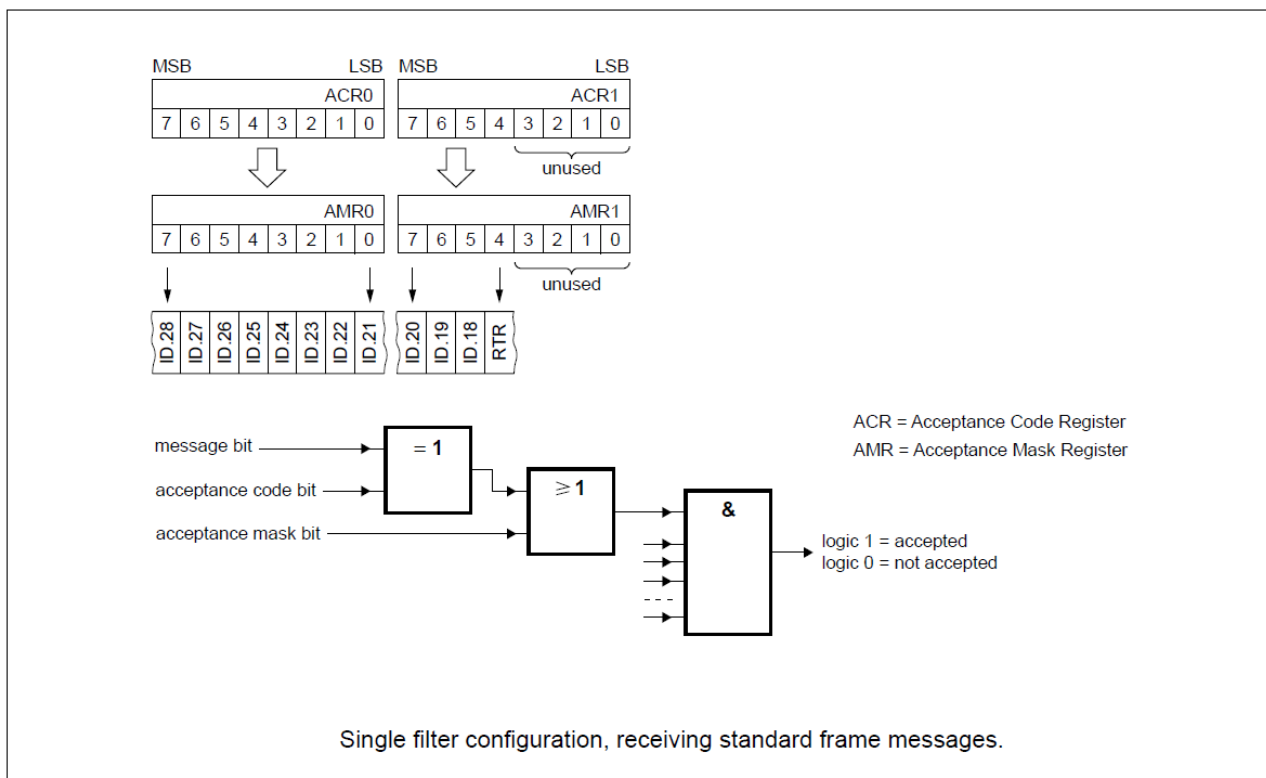 MSB LSB MSB LSB
ACR0 ACR1
7 6 5 4 3 2 1 0 7 6 5 4 3 2 1 0
unused
AMR0 AMR1
7 6 5 4 3 2 1 0 7 6 5 4 3 2 1 0
unused
ID.28 ID.27 ID.26 ID.25 ID.24 ID.23 ID.22 ID.21 ID.20 ID.19 ID.18 RTR
ACR = Acceptance Code Register
AMR = Acceptance Mask Register
message bit
= 1
acceptance code bit
≥ 1
acceptance mask bit
&
logic 1 = accepted
logic 0 = not accepted
Single filter configuration, receiving standard frame messages.